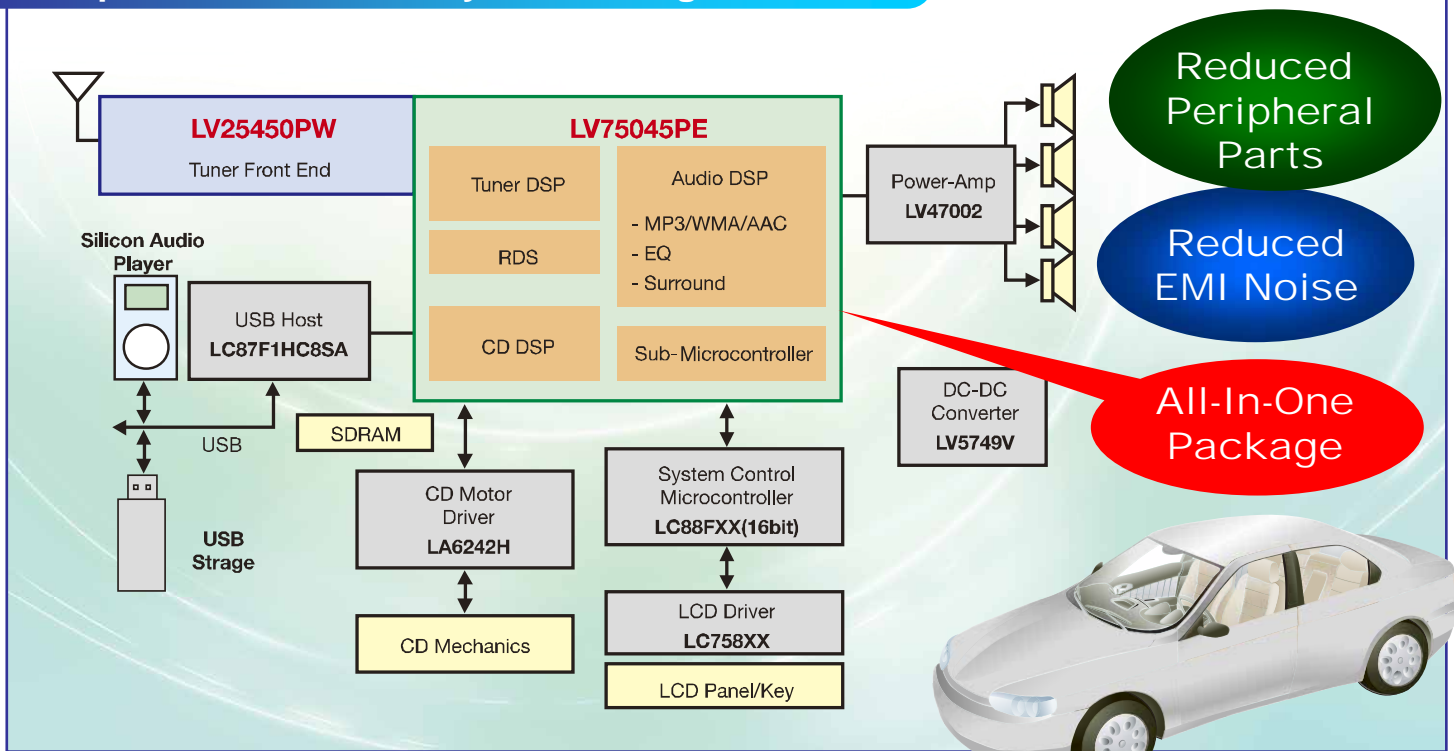 LV25450PW
Tuner Front End
LV75045PE
Tuner DSP
RDS
CD DSP
Audio DSP
- MP3/WMA/AAC
- EQ
- Surround
Sub-Microcontroller
Power-Amp
LV47002
Reduced
Peripheral
Parts
Reduced
EMI Noise
All-In-One
Package
Silicon Audio
Player
USB Host
LC87F1HC8SA
USB
SDRAM
USB
Strage
CD Motor
Driver
LA6242H
CD Mechanics
System Control
Microcontroller
LC88FXX(16bit)
LCD Driver
LC758XX
LCD Panel/Key
DC-DC
Converter
LV5749V